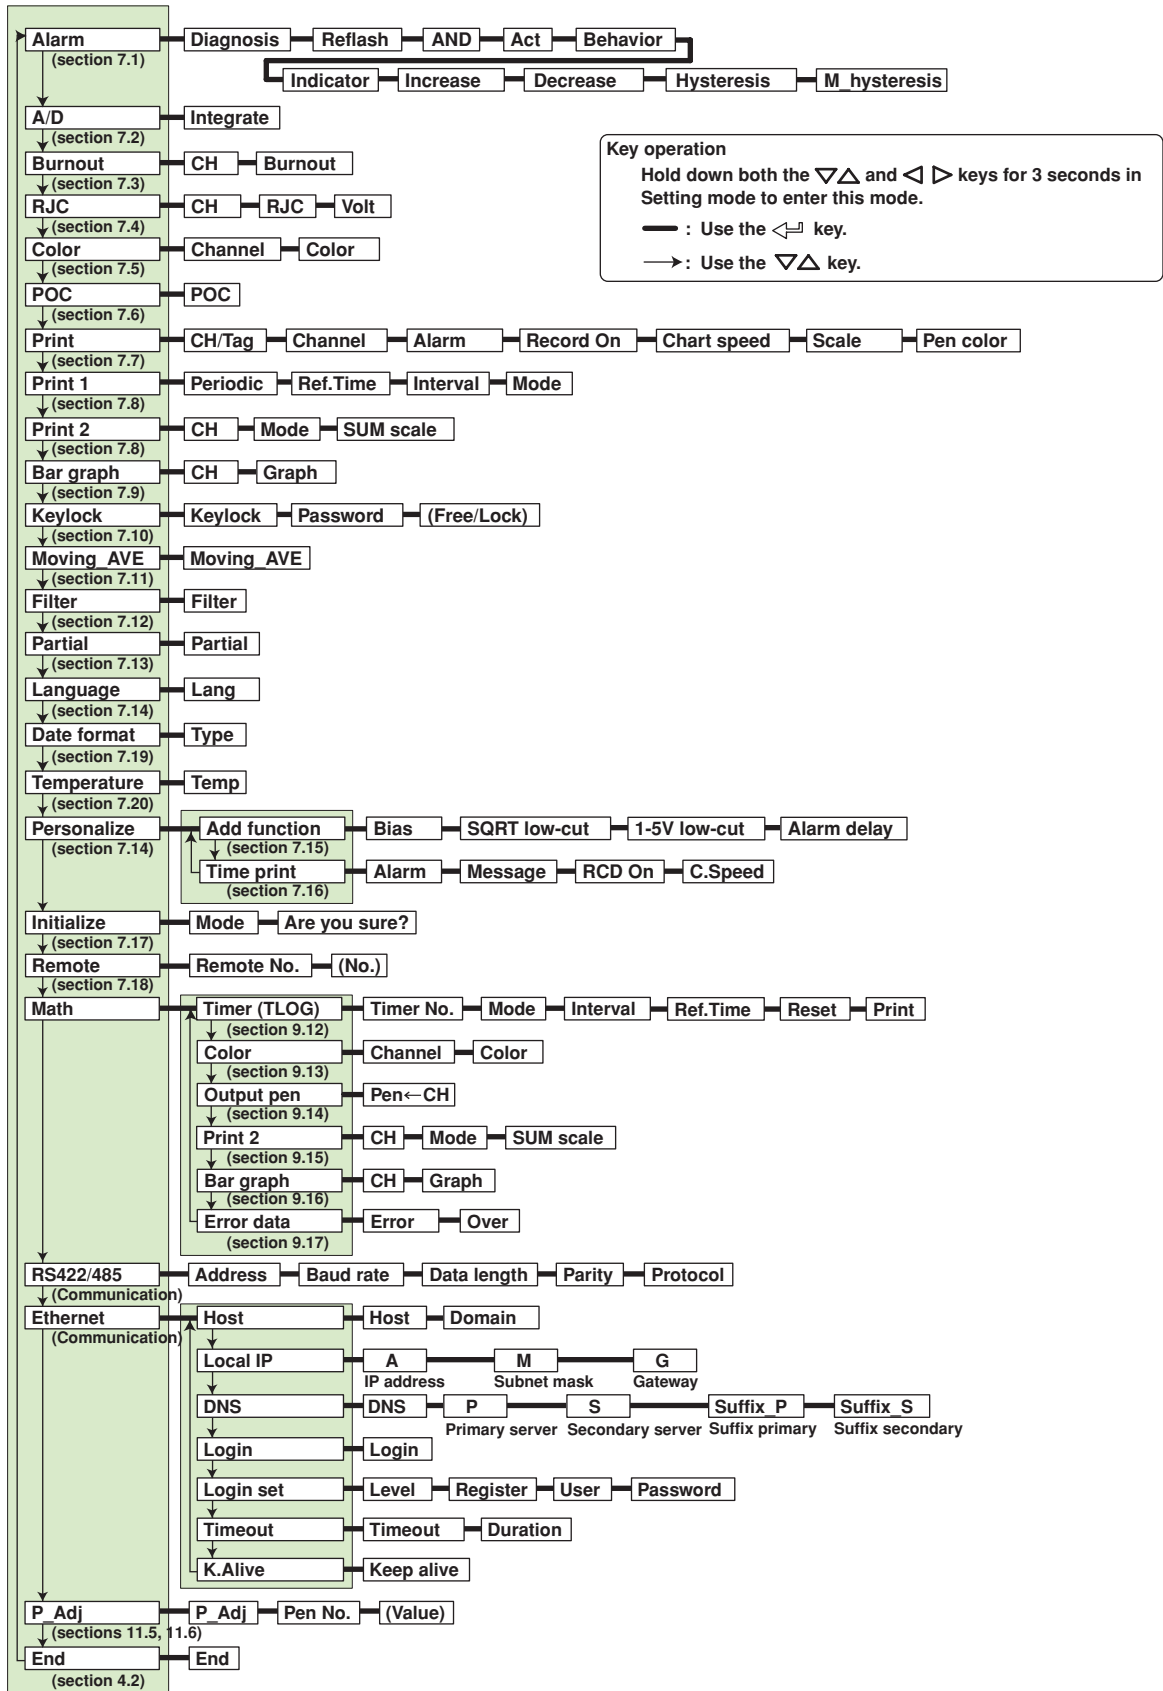 Alarm Diagnosis Reflash AND Act Behavior
(section 7.1)
Indicator Increase Decrease Hysteresis M_hysteresis
A/D Integrate
(section 7.2)
Key operation
Hold down both the ▽△ and ◁ ▷ keys for 3 seconds in
Setting mode to enter this mode.
: Use the key.
: Use the ▽△ key.
Burnout CH Burnout
(section 7.3)
RJC CH RJC Volt
(section 7.4)
Color Channel Color
(section 7.5)
POC POC
(section 7.6)
Print CH/Tag Channel Alarm Record On Chart speed Scale Pen color
(section 7.7)
Print 1 Periodic Ref.Time Interval Mode
(section 7.8)
Print 2 CH Mode SUM scale
(section 7.8)
Bar graph CH Graph
(section 7.9)
Keylock Keylock Password (Free/Lock)
(section 7.10)
Moving_AVE Moving_AVE
(section 7.11)
Filter Filter
(section 7.12)
Partial Partial
(section 7.13)
Language Lang
(section 7.14)
Date format Type
(section 7.19)
Temperature Temp
(section 7.20)
Personalize Add function Bias SQRT low-cut 1-5V low-cut Alarm delay
(section 7.14) (section 7.15)
Time print Alarm Message RCD On C.Speed
(section 7.16)
Initialize Mode Are you sure?
(section 7.17)
Remote Remote No. (No.)
(section 7.18)
Math Timer (TLOG) Timer No. Mode Interval Ref.Time Reset Print
(section 9.12)
Color Channel Color
(section 9.13)
Output pen Pen←CH
(section 9.14)
Print 2 CH Mode SUM scale
(section 9.15)
Bar graph CH Graph
(section 9.16)
Error data Error Over
(section 9.17)
RS422/485 Address Baud rate Data length Parity Protocol
(Communication)
Ethernet Host Host Domain
(Communication)
Local IP A M G
IP address Subnet mask Gateway
DNS DNS P S Suffix_P Suffix_S
Primary server Secondary server Suffix primary Suffix secondary
Login Login
Login set Level Register User Password
Timeout Timeout Duration
K.Alive Keep alive
P_Adj P_Adj Pen No. (Value)
(sections 11.5, 11.6)
End End
(section 4.2)